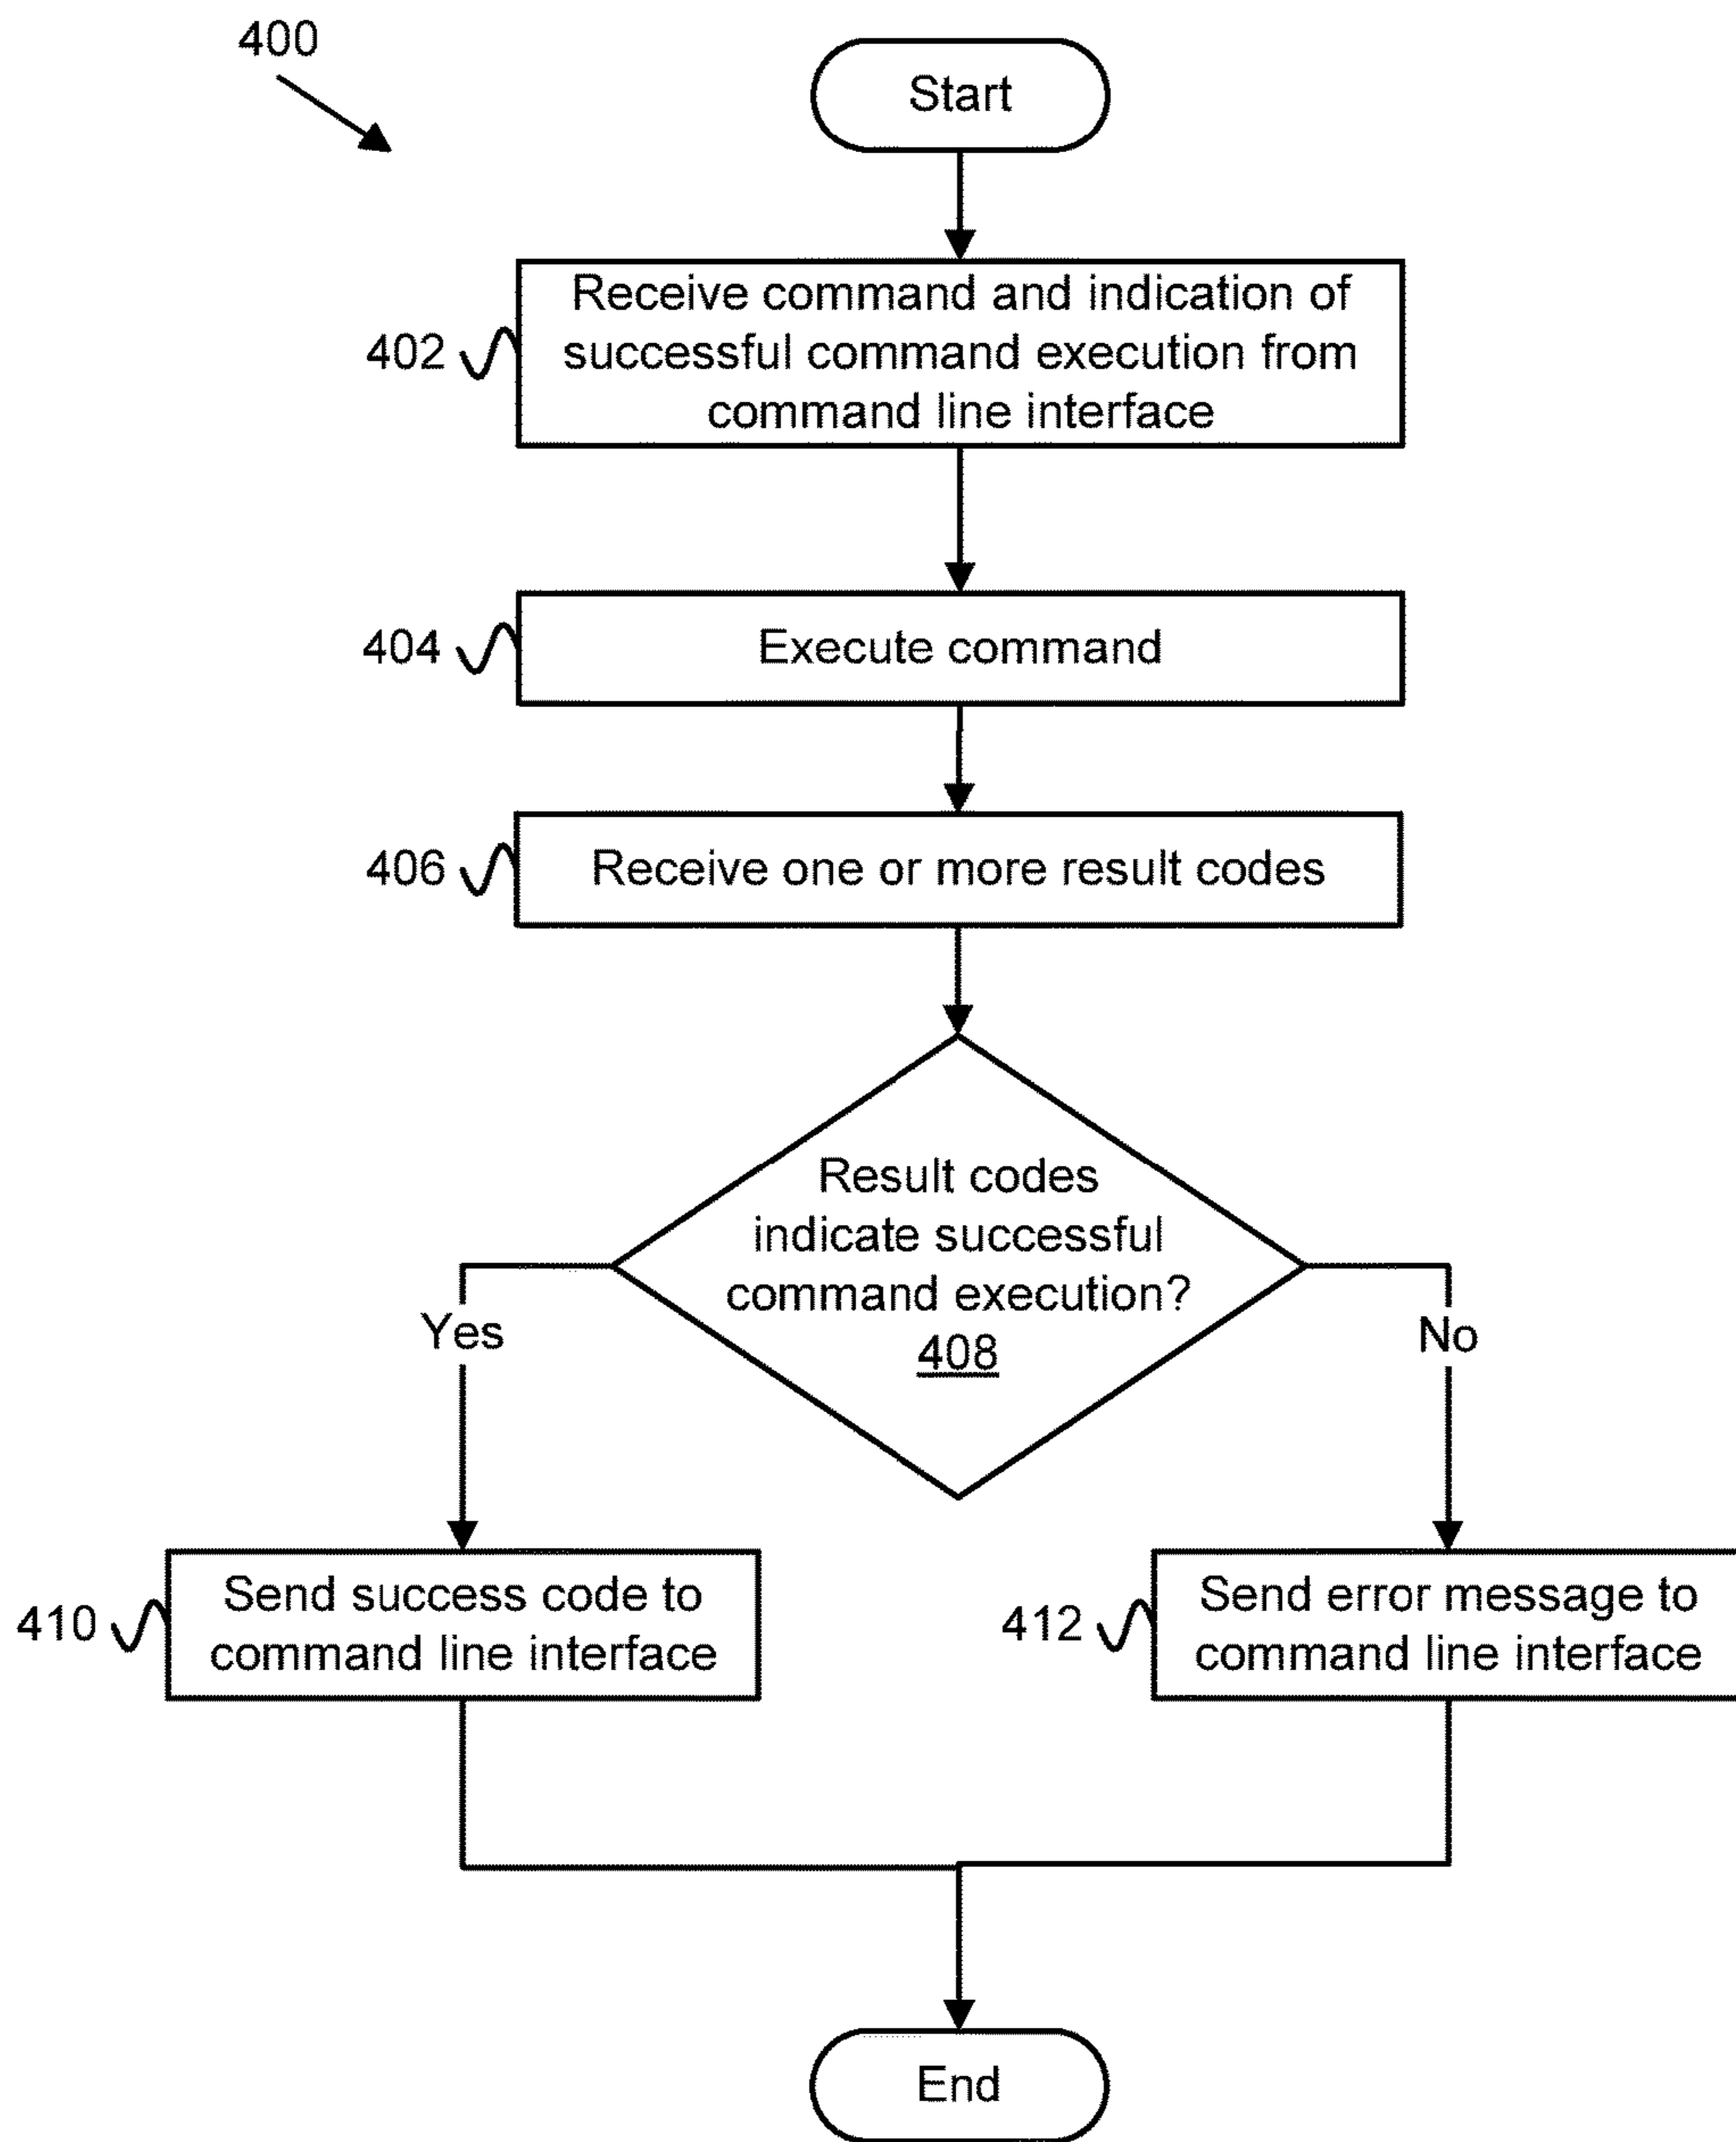 400
Start
Receive command and indication of
402
successful command execution from
command line interface
404
Execute command
406
Receive one or more result codes
Result codes
indicate successful
command execution?
408
Yes
No
410
Send success code to
command line interface
412
Send error message to
command line interface
End